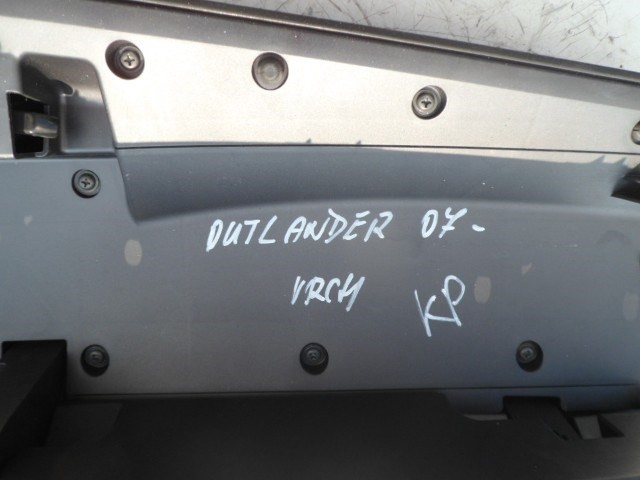 OUTLANDER 07-
VRCH KP